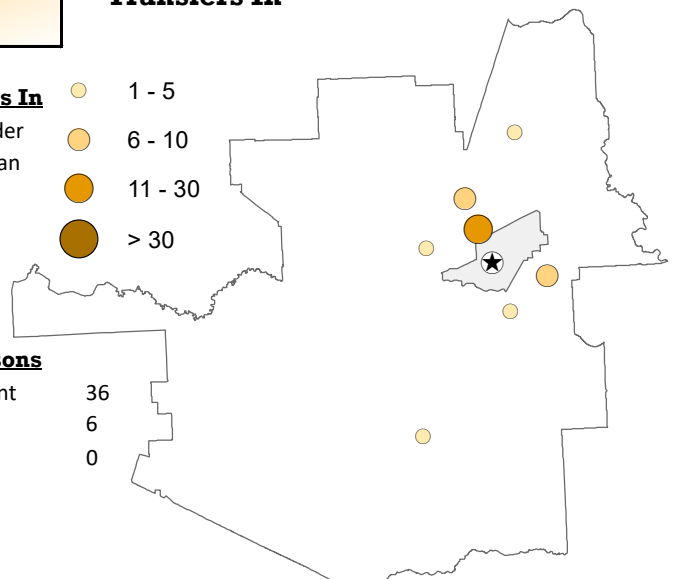 Transfers In
s In
1 - 5
der
6 - 10
an
11 - 30
> 30
sons
nt 36
6
0